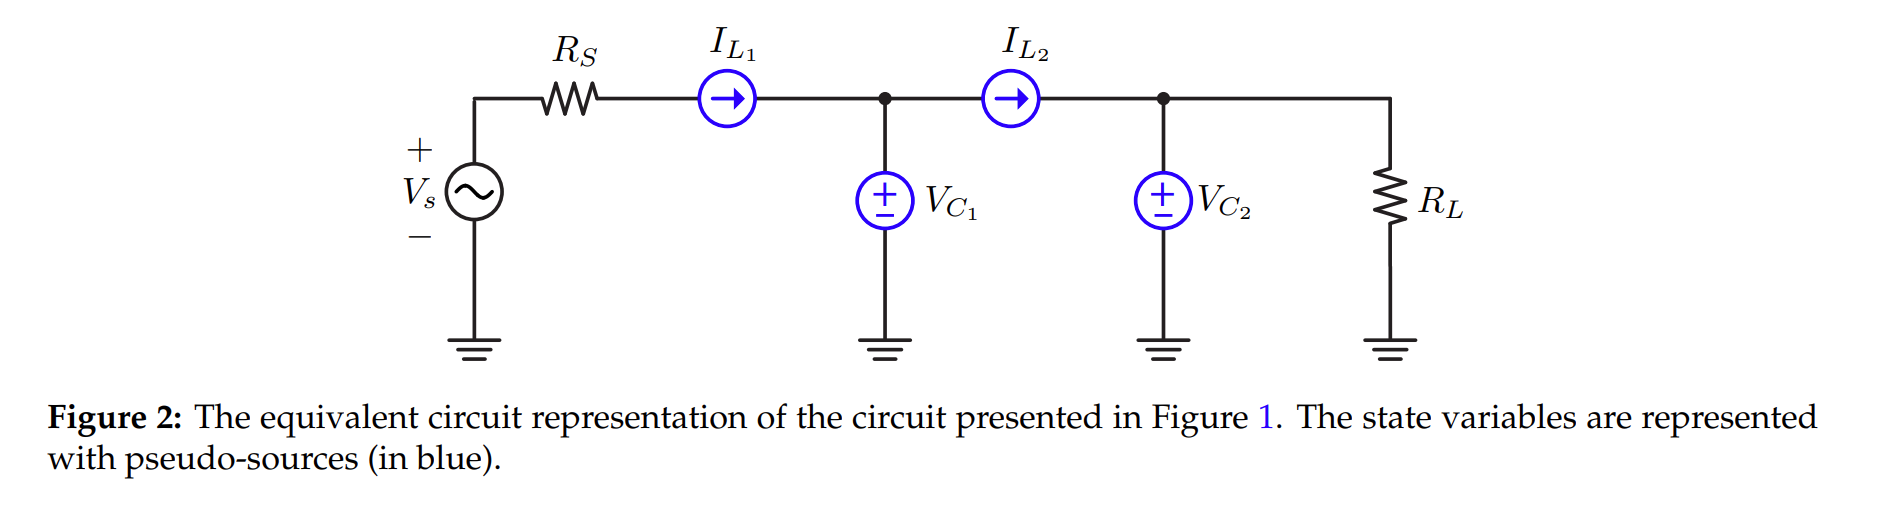 R_S
I_{L_1}
I_{L_2}
+
V_s
−
+
−
V_{C_1}
+
−
V_{C_2}
R_L
Figure 2: The equivalent circuit representation of the circuit presented in Figure 1. The state variables are represented
with pseudo-sources (in blue).